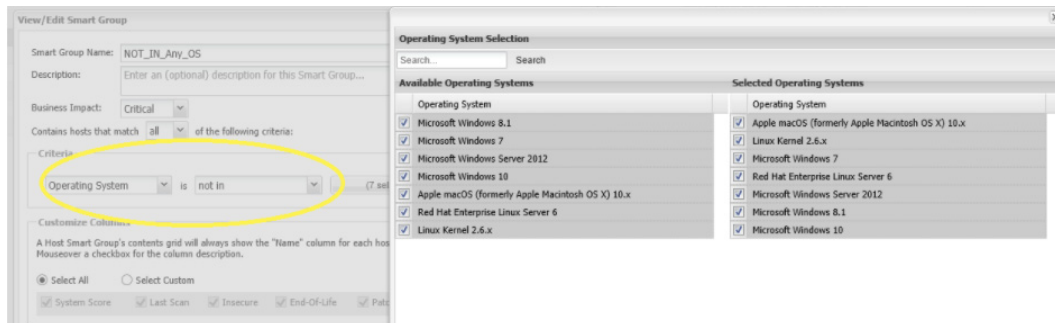 View/Edit Smart Group
Smart Group Name: NOT_IN_Any_OS
Description: Enter an (optional) description for this Smart Group...
Business Impact: Critical
Contains hosts that match all of the following criteria:
Criteria
Operating System is not in (7 sel
Customize Columns
A Host Smart Group's contents grid will always show the "Name" column for each hos
Mouseover a checkbox for the column description.
Select All Select Custom
System Score Last Scan Insecure End-Of-Life Patc
Operating System Selection
Search... Search
Available Operating Systems
Operating System
Microsoft Windows 8.1
Microsoft Windows 7
Microsoft Windows Server 2012
Microsoft Windows 10
Apple macOS (formerly Apple Macintosh OS X) 10.x
Red Hat Enterprise Linux Server 6
Linux Kernel 2.6.x
Selected Operating Systems
Operating System
Apple macOS (formerly Apple Macintosh OS X) 10.x
Linux Kernel 2.6.x
Microsoft Windows 7
Red Hat Enterprise Linux Server 6
Microsoft Windows Server 2012
Microsoft Windows 8.1
Microsoft Windows 10